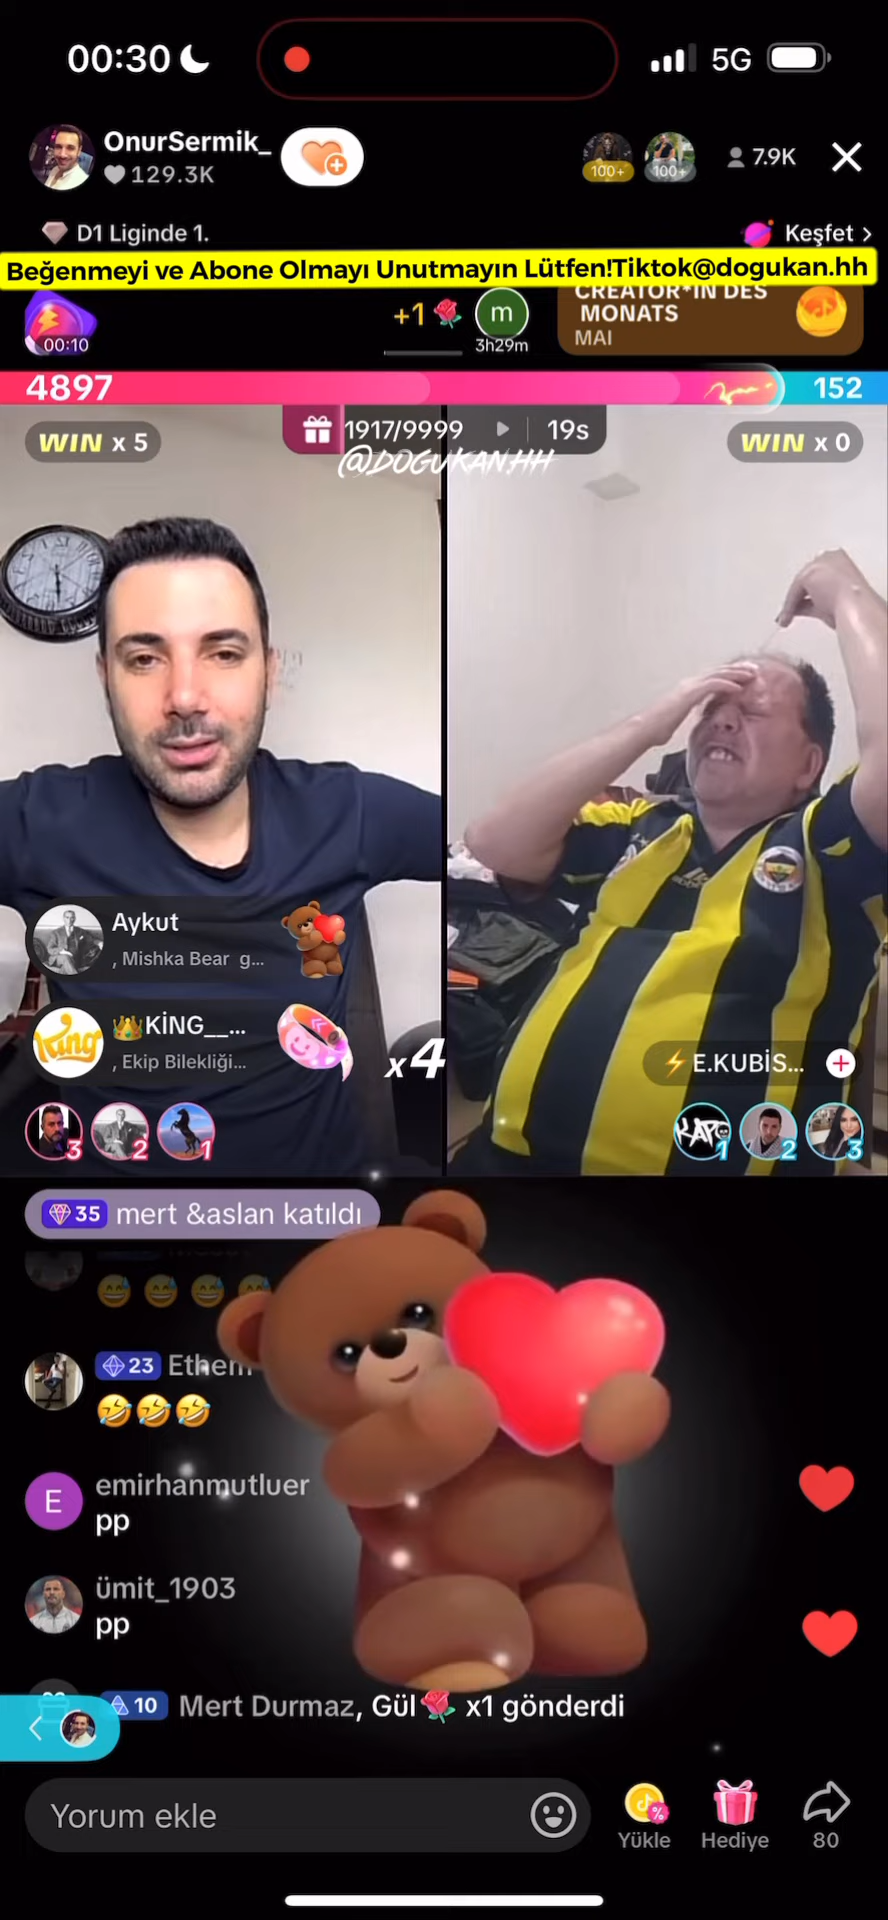 00:30
5G
OnurSermik_
129.3K
100+
100+
7.9K
D1 Liginde 1.
Keşfet >
Beğenmeyi ve Abone Olmayı Unutmayın Lütfen!Tiktok@dogukan.hh
00:10
+1
m
3h29m
CREATOR*IN DES
MONATS
MAI
4897
152
WIN x 5
1917/9999
19s
WIN x 0
@DOGUKAN.HH
Aykut
, Mishka Bear g...
👑KİNG__...
king
, Ekip Bilekliği...
x4
⚡E.KUBİS...
3
2
1
KAPO
1
2
3
35 mert &aslan katıldı
😅 😅 😅 😅
23 Ethem
🤣🤣🤣
E
emirhanmutluer
pp
ümit_1903
pp
10 Mert Durmaz, Gül🌹 x1 gönderdi
Yorum ekle
Yükle
Hediye
80